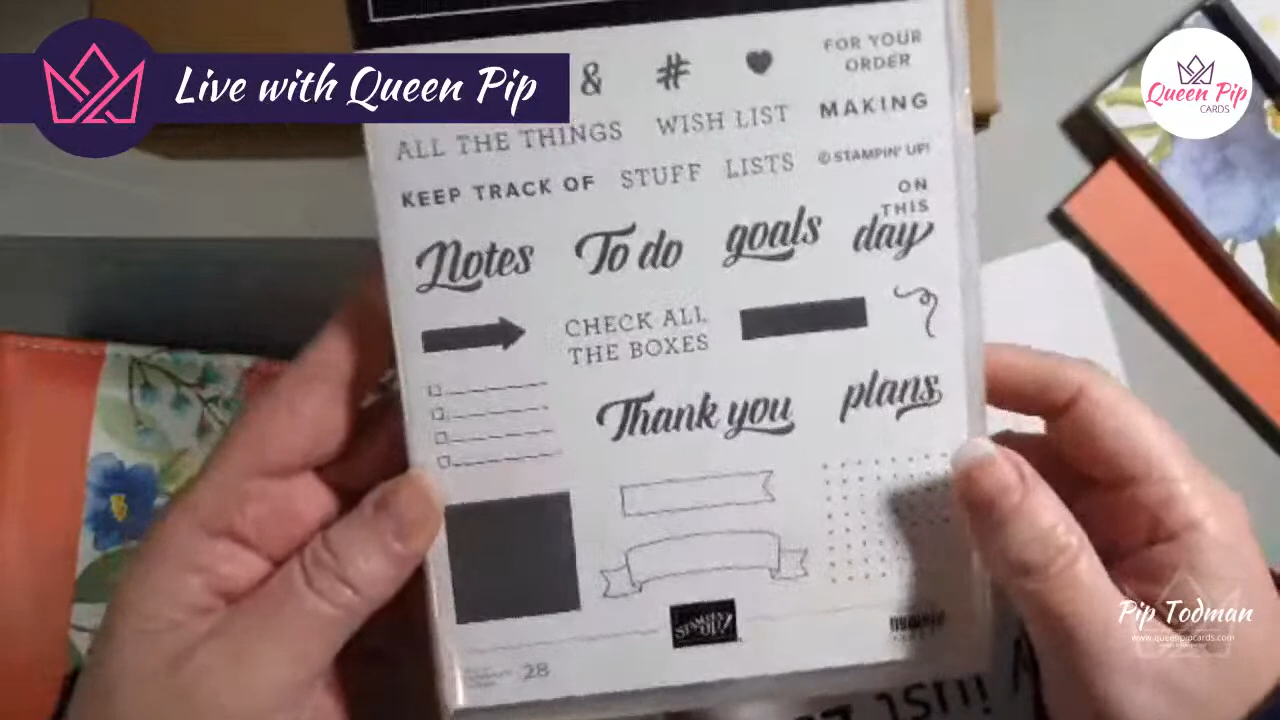 Live with Queen Pip
Queen Pip
CARDS
& # FOR YOUR
ORDER
ALL THE THINGS WISH LIST MAKING
KEEP TRACK OF STUFF LISTS © STAMPIN' UP!
ON
THIS
Notes To do goals day
CHECK ALL
THE BOXES
Thank you plans
STAMPIN'
UP!
28
Pip Todman
www.queenpipcards.com